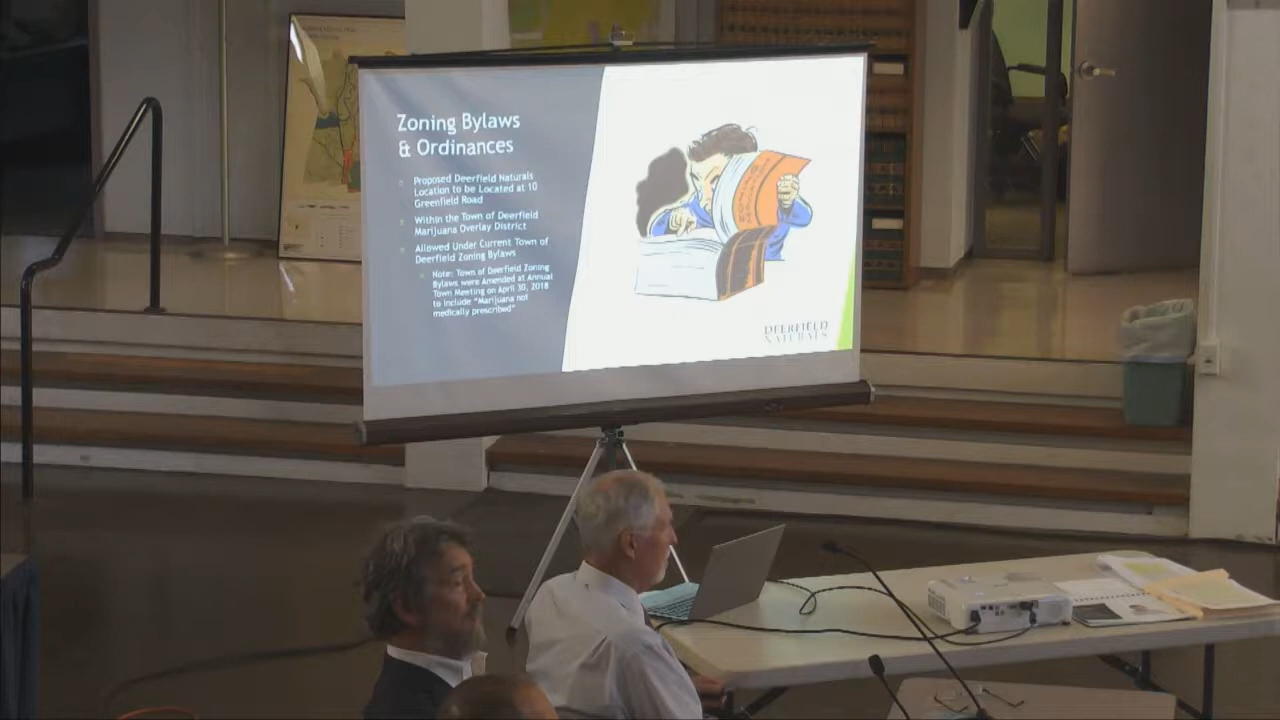 Zoning Bylaws
& Ordinances
Proposed Deerfield Naturals
Location to be Located at 10
Greenfield Road
Within the Town of Deerfield
Marijuana Overlay District
Allowed Under Current Town of
Deerfield Zoning Bylaws
Note: Town of Deerfield Zoning
Bylaws were Amended at Annual
Town Meeting on April 30, 2018
to include "Marijuana not
medically prescribed"
ZONING
DEERFIELD
NATURALS